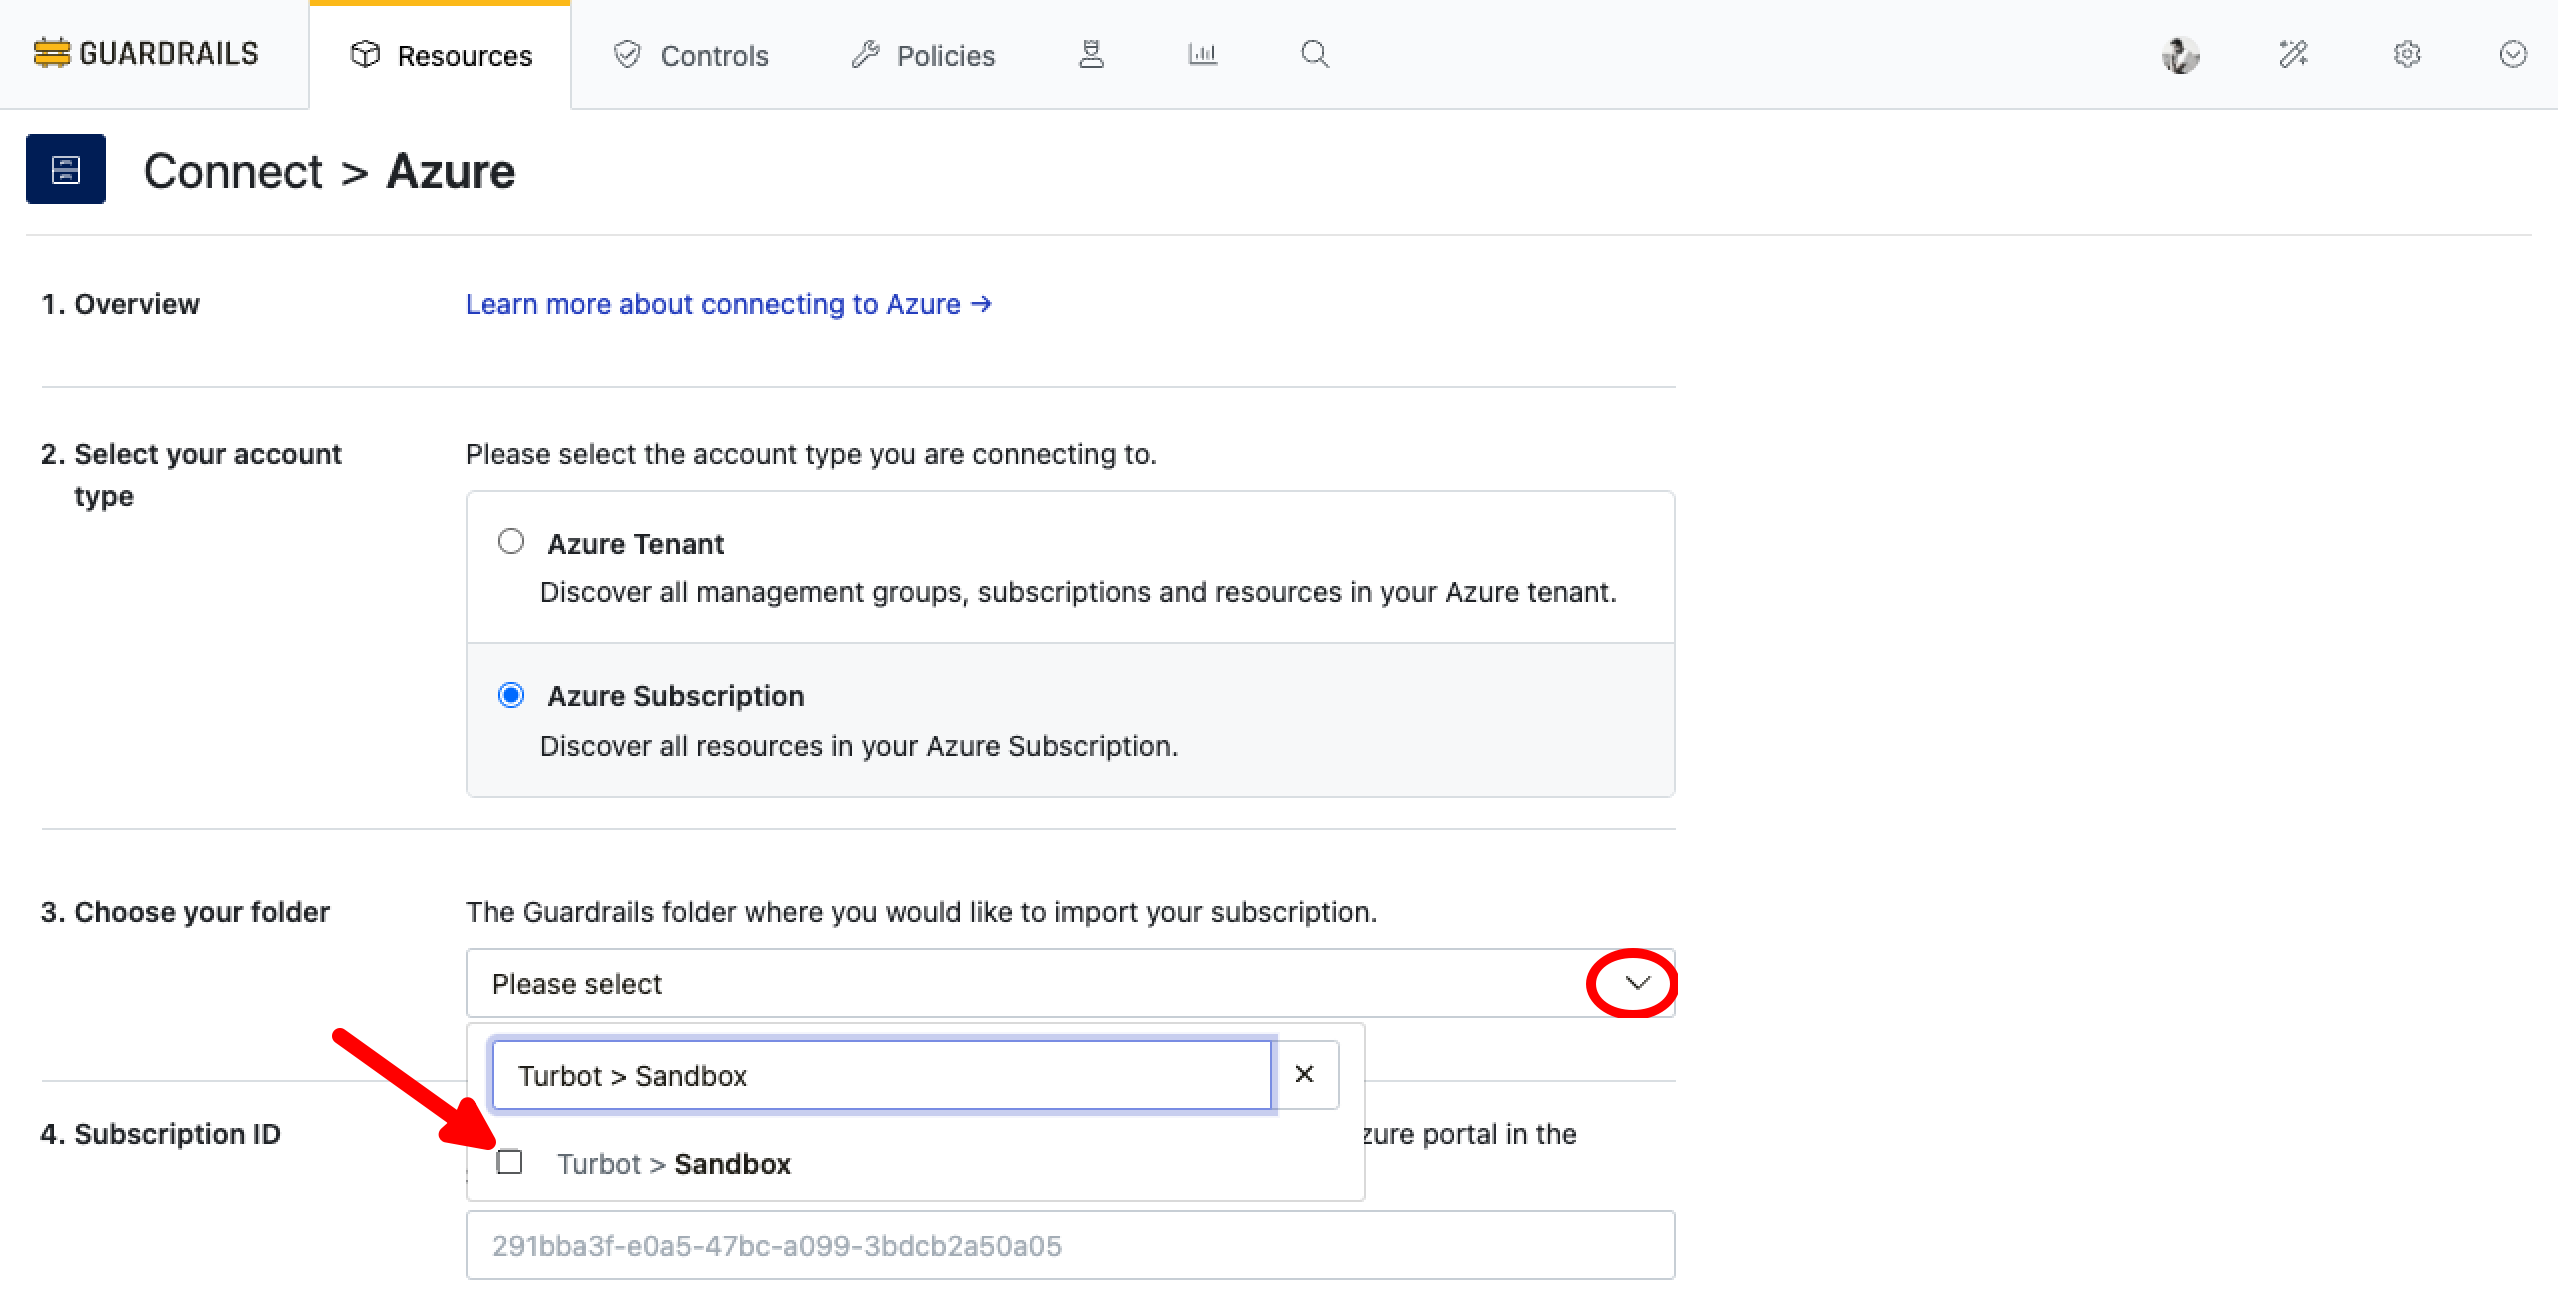 GUARDRAILS
Resources
Controls
Policies
Connect > Azure
1. Overview
Learn more about connecting to Azure →
2. Select your account
type
Please select the account type you are connecting to.
Azure Tenant
Discover all management groups, subscriptions and resources in your Azure tenant.
Azure Subscription
Discover all resources in your Azure Subscription.
3. Choose your folder
The Guardrails folder where you would like to import your subscription.
Please select
Turbot > Sandbox
Turbot > Sandbox
4. Subscription ID
portal in the
291bba3f-e0a5-47bc-a099-3bdcb2a50a05